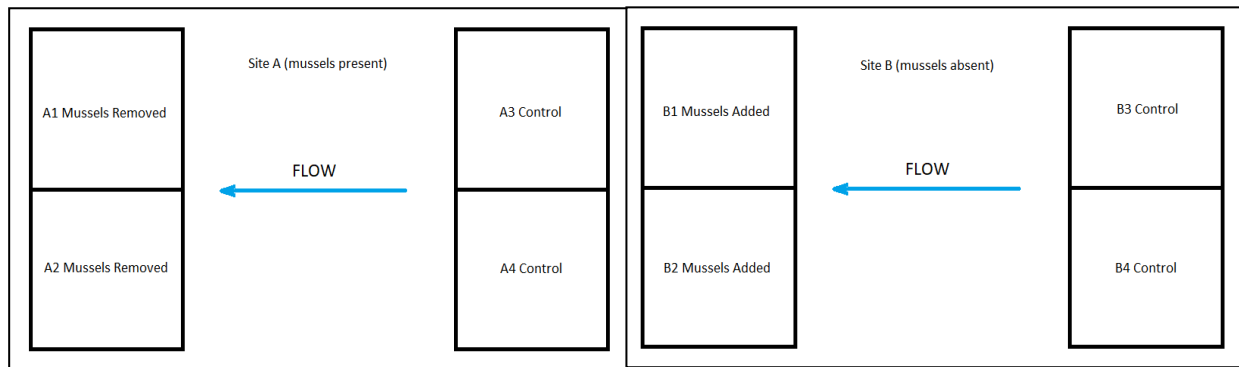 Site A (mussels present)
A1 Mussels Removed
A3 Control
FLOW
A2 Mussels Removed
A4 Control
Site B (mussels absent)
B1 Mussels Added
B3 Control
FLOW
B2 Mussels Added
B4 Control